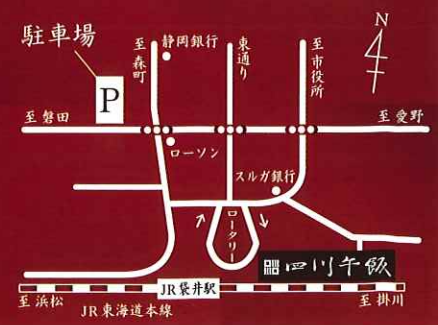 駐車場
P
至森町
静岡銀行
東通り
至市役所
N
至磐田
至愛野
ローソン
スルガ銀行
ロータリー
四川午飯
JR袋井駅
至浜松
JR東海道本線
至掛川